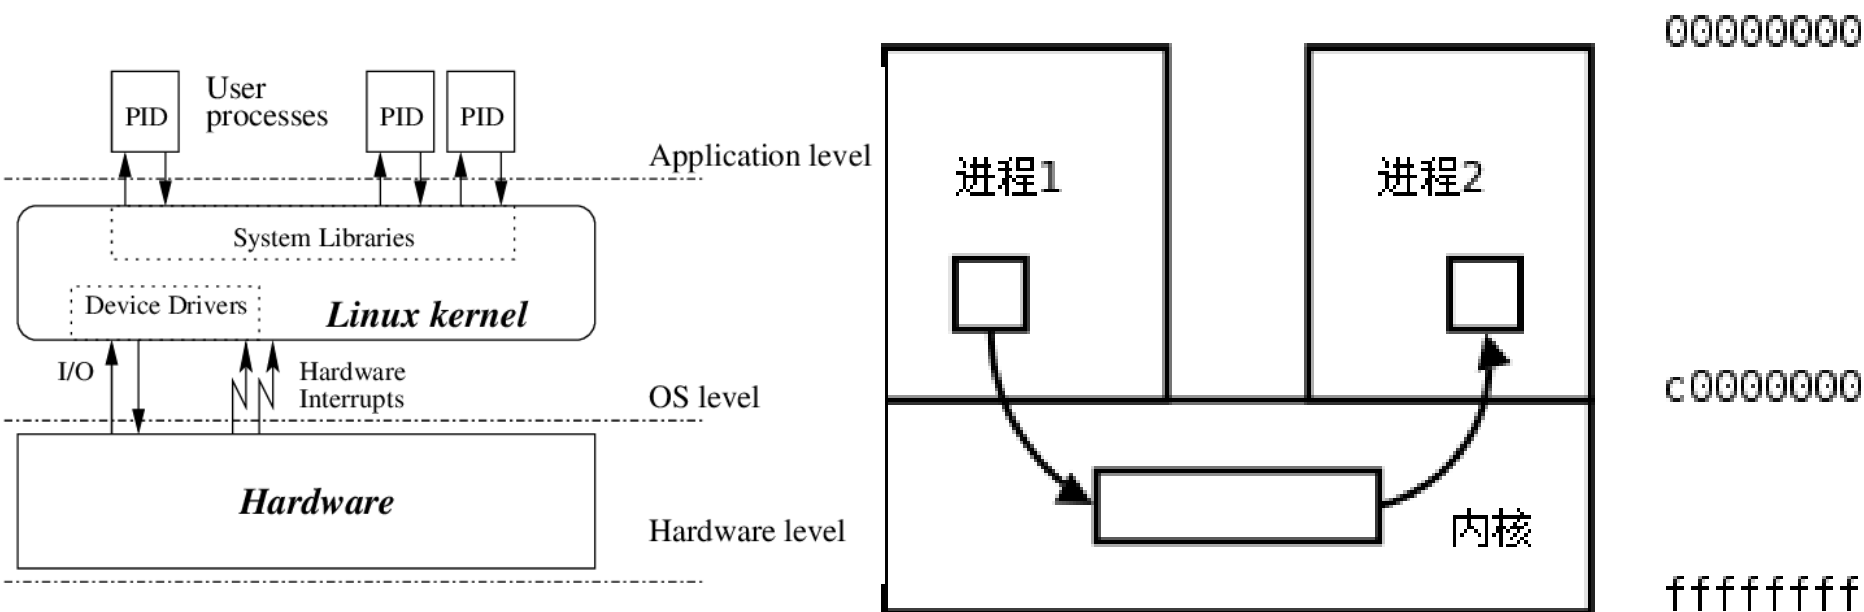 PID
User
processes
PID
PID
Application level
System Libraries
Device Drivers
Linux kernel
I/O
Hardware
Interrupts
OS level
Hardware
Hardware level
进程1
进程2
内核
00000000
c0000000
ffffffff